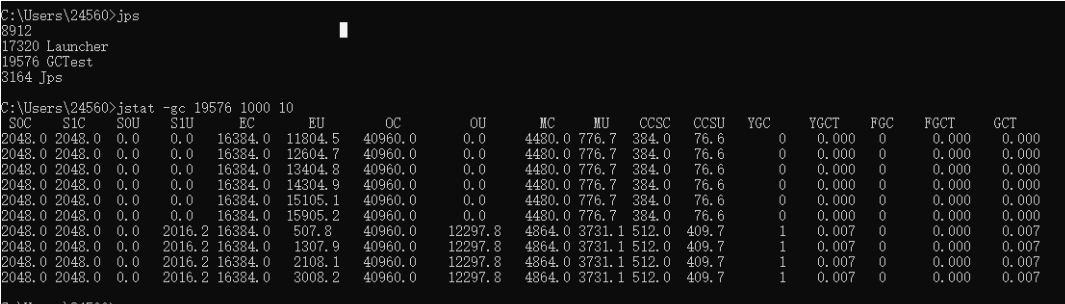 C:\Users\24560>jps
8912
17320 Launcher
19576 GCTest
3164 Jps
C:\Users\24560>jstat -gc 19576 1000 10
S0C S1C S0U S1U EC EU OC OU MC MU CCSC CCSU YGC YGCT FGC FGCT GCT
2048.0 2048.0 0.0 0.0 16384.0 11804.5 40960.0 0.0 4480.0 776.7 384.0 76.6 0 0.000 0 0.000 0.000
2048.0 2048.0 0.0 0.0 16384.0 12604.7 40960.0 0.0 4480.0 776.7 384.0 76.6 0 0.000 0 0.000 0.000
2048.0 2048.0 0.0 0.0 16384.0 13404.8 40960.0 0.0 4480.0 776.7 384.0 76.6 0 0.000 0 0.000 0.000
2048.0 2048.0 0.0 0.0 16384.0 14304.9 40960.0 0.0 4480.0 776.7 384.0 76.6 0 0.000 0 0.000 0.000
2048.0 2048.0 0.0 0.0 16384.0 15105.1 40960.0 0.0 4480.0 776.7 384.0 76.6 0 0.000 0 0.000 0.000
2048.0 2048.0 0.0 0.0 16384.0 15905.2 40960.0 0.0 4480.0 776.7 384.0 76.6 0 0.000 0 0.000 0.000
2048.0 2048.0 0.0 2016.2 16384.0 507.8 40960.0 12297.8 4864.0 3731.1 512.0 409.7 1 0.007 0 0.000 0.007
2048.0 2048.0 0.0 2016.2 16384.0 1307.9 40960.0 12297.8 4864.0 3731.1 512.0 409.7 1 0.007 0 0.000 0.007
2048.0 2048.0 0.0 2016.2 16384.0 2108.1 40960.0 12297.8 4864.0 3731.1 512.0 409.7 1 0.007 0 0.000 0.007
2048.0 2048.0 0.0 2016.2 16384.0 3008.2 40960.0 12297.8 4864.0 3731.1 512.0 409.7 1 0.007 0 0.000 0.007